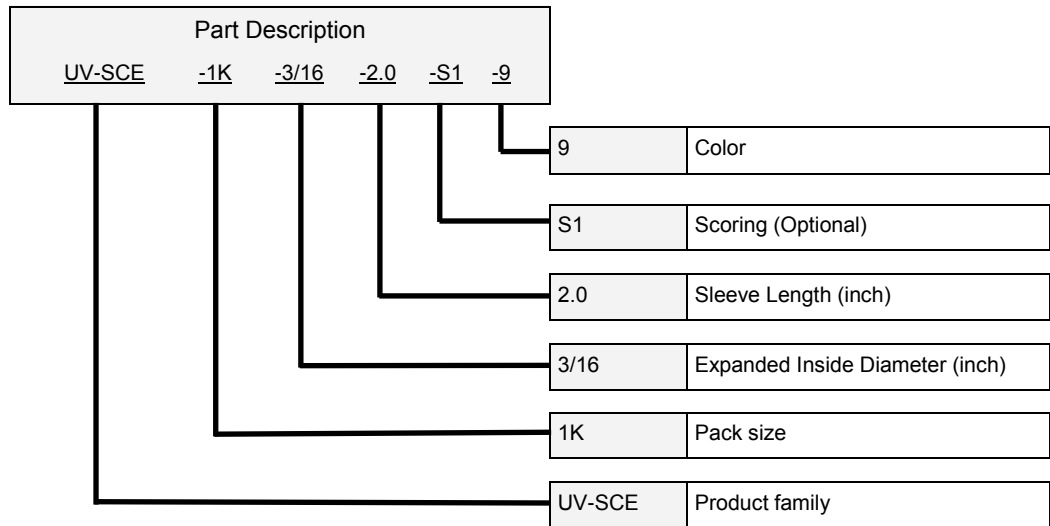 Part Description
UV-SCE -1K -3/16 -2.0 -S1 -9
9 Color
S1 Scoring (Optional)
2.0 Sleeve Length (inch)
3/16 Expanded Inside Diameter (inch)
1K Pack size
UV-SCE Product family